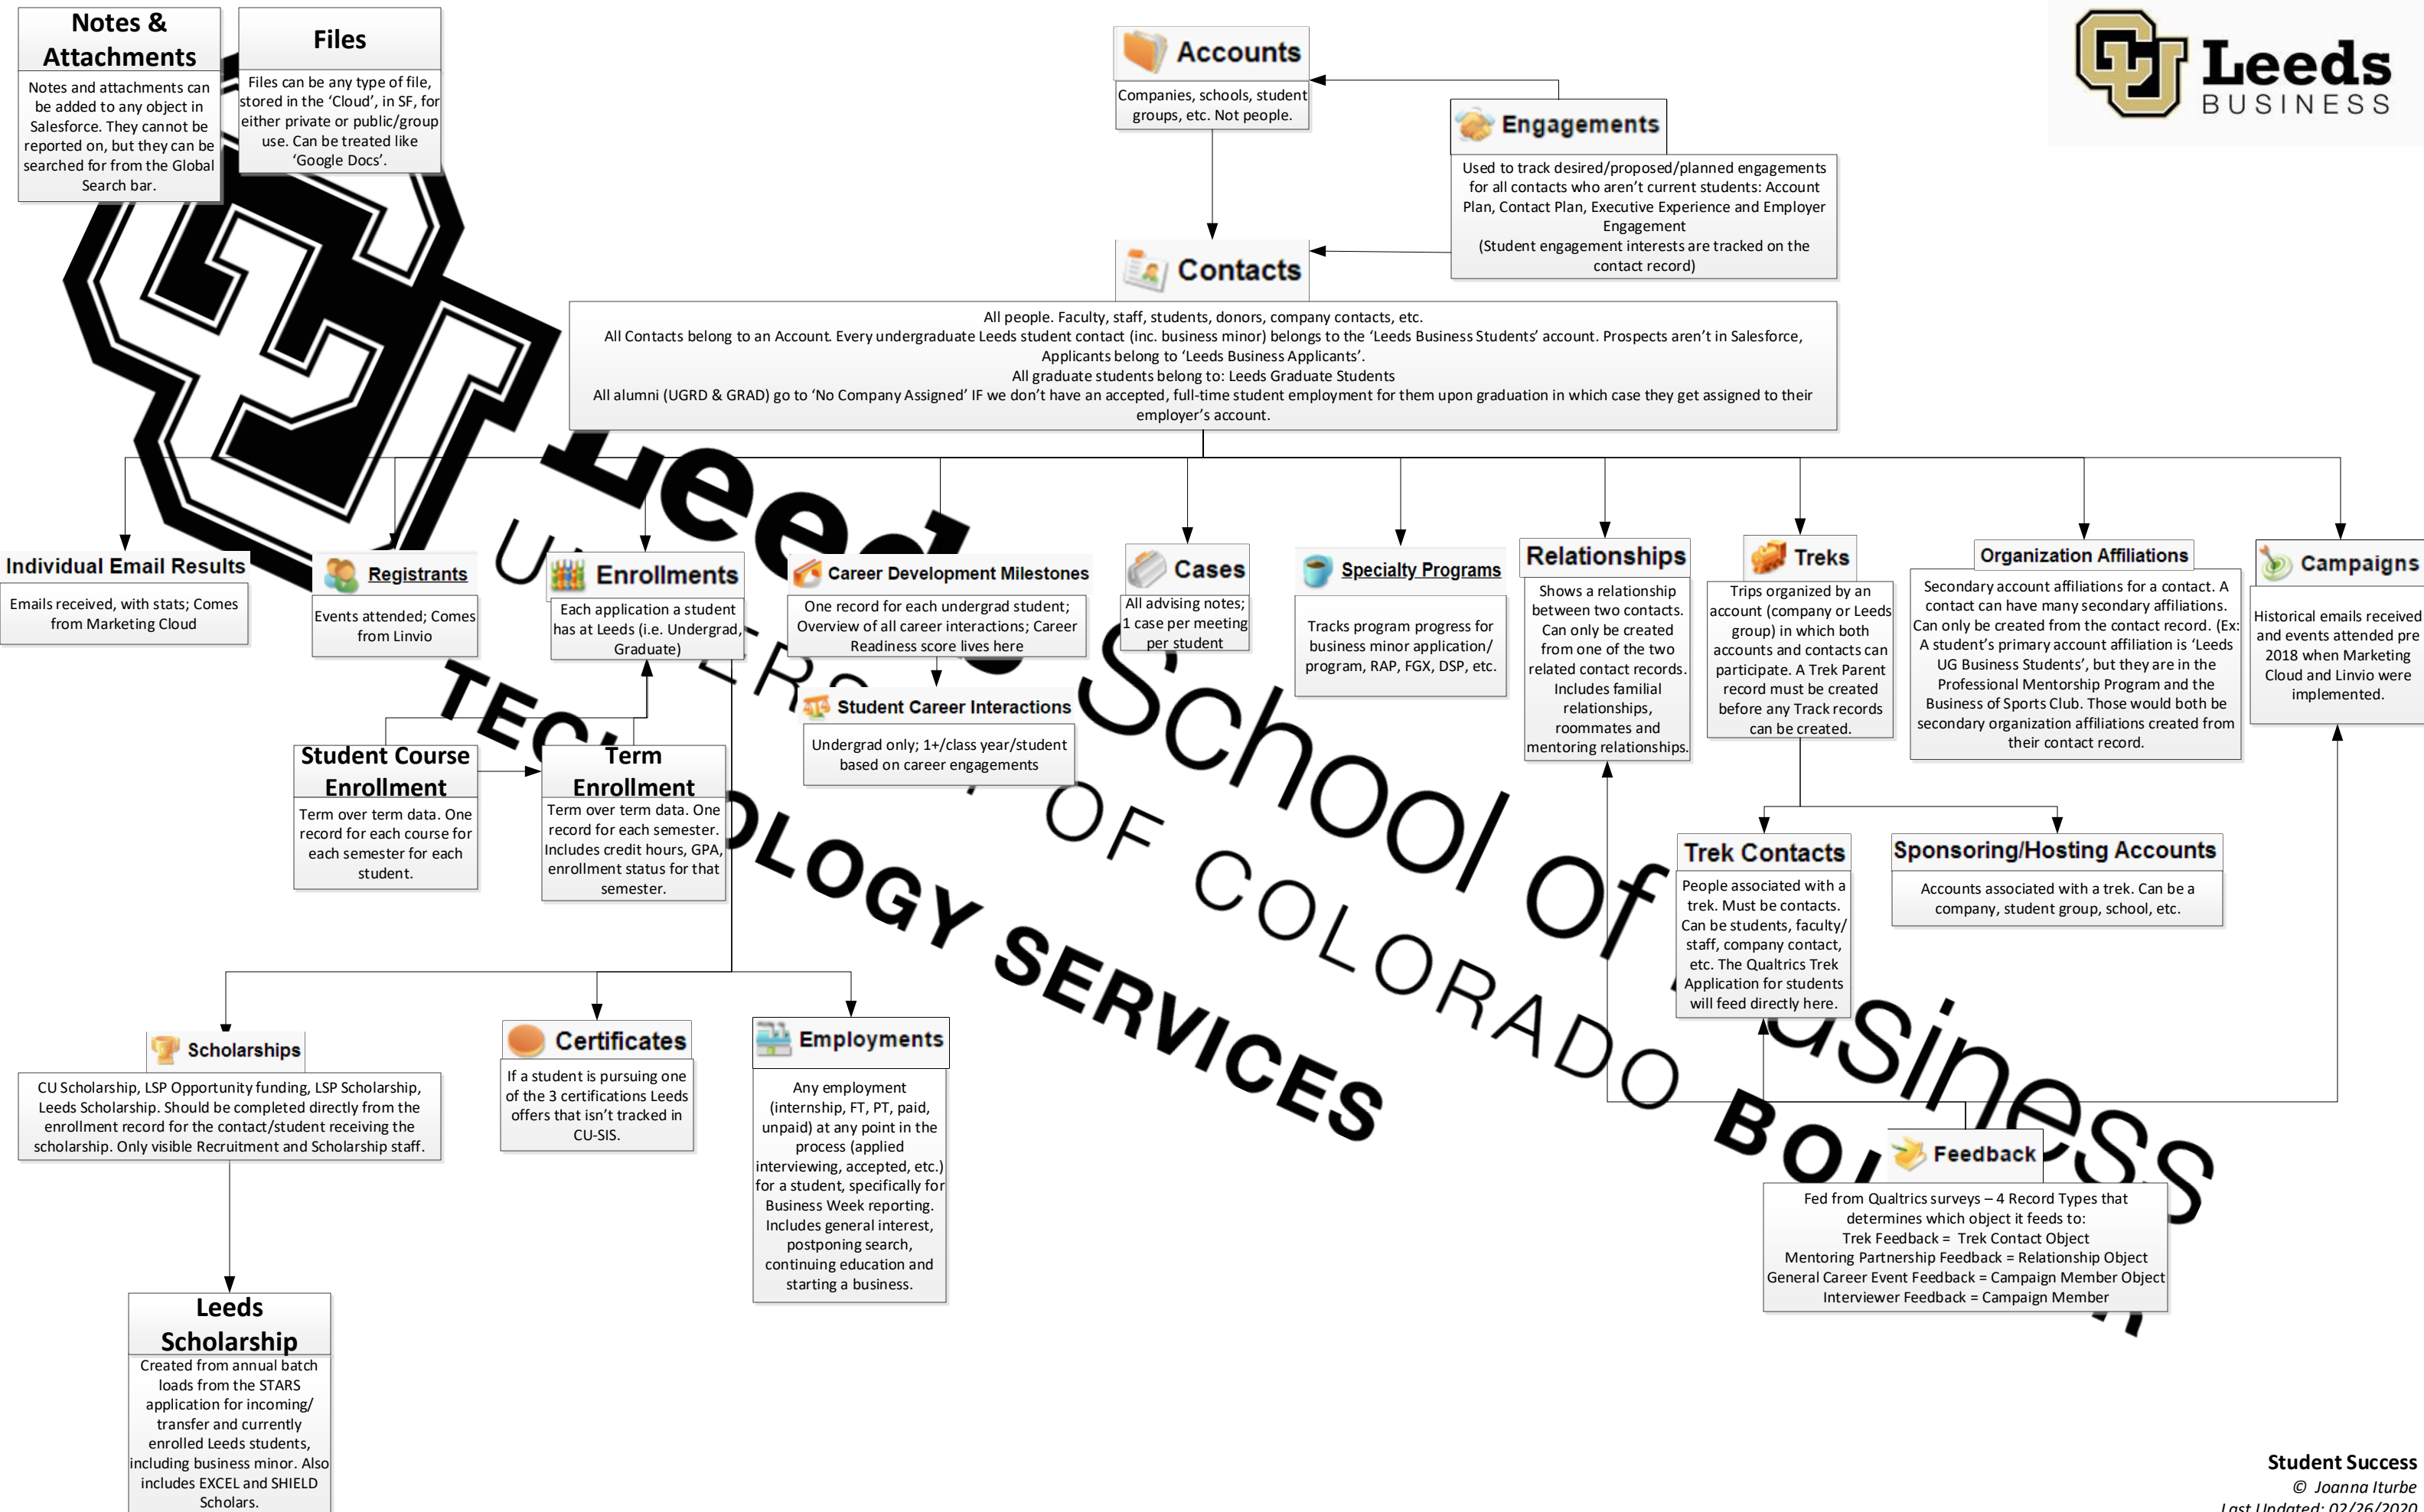 Notes &
Attachments
Notes and attachments can
be added to any object in
Salesforce. They cannot be
reported on, but they can be
searched for from the Global
Search bar.
Files
Files can be any type of file,
stored in the ‘Cloud’, in SF, for
either private or public/group
use. Can be treated like
‘Google Docs’.
Accounts
Companies, schools, student
groups, etc. Not people.
Engagements
Used to track desired/proposed/planned engagements
for all contacts who aren’t current students: Account
Plan, Contact Plan, Executive Experience and Employer
Engagement
(Student engagement interests are tracked on the
contact record)
CU
Leeds
BUSINESS
Contacts
All people. Faculty, staff, students, donors, company contacts, etc.
All Contacts belong to an Account. Every undergraduate Leeds student contact (inc. business minor) belongs to the ‘Leeds Business Students’ account. Prospects aren’t in Salesforce,
Applicants belong to ‘Leeds Business Applicants’.
All graduate students belong to: Leeds Graduate Students
All alumni (UGRD & GRAD) go to ‘No Company Assigned’ IF we don’t have an accepted, full-time student employment for them upon graduation in which case they get assigned to their
employer’s account.
Individual Email Results
Emails received, with stats; Comes
from Marketing Cloud
Registrants
Events attended; Comes
from Linvio
Enrollments
Each application a student
has at Leeds (i.e. Undergrad,
Graduate)
Career Development Milestones
One record for each undergrad student;
Overview of all career interactions; Career
Readiness score lives here
Student Career Interactions
Undergrad only; 1+/class year/student
based on career engagements
Cases
All advising notes;
1 case per meeting
per student
Specialty Programs
Tracks program progress for
business minor application/
program, RAP, FGX, DSP, etc.
Relationships
Shows a relationship
between two contacts.
Can only be created
from one of the two
related contact records.
Includes familial
relationships,
roommates and
mentoring relationships.
Treks
Trips organized by an
account (company or Leeds
group) in which both
accounts and contacts can
participate. A Trek Parent
record must be created
before any Track records
can be created.
Organization Affiliations
Secondary account affiliations for a contact. A
contact can have many secondary affiliations.
Can only be created from the contact record. (Ex:
A student’s primary account affiliation is ‘Leeds
UG Business Students’, but they are in the
Professional Mentorship Program and the
Business of Sports Club. Those would both be
secondary organization affiliations created from
their contact record.
Campaigns
Historical emails received
and events attended pre
2018 when Marketing
Cloud and Linvio were
implemented.
Student Course
Enrollment
Term over term data. One
record for each course for
each semester for each
student.
Term
Enrollment
Term over term data. One
record for each semester.
Includes credit hours, GPA,
enrollment status for that
semester.
Trek Contacts
People associated with a
trek. Must be contacts.
Can be students, faculty/
staff, company contact,
etc. The Qualtrics Trek
Application for students
will feed directly here.
Sponsoring/Hosting Accounts
Accounts associated with a trek. Can be a
company, student group, school, etc.
Scholarships
CU Scholarship, LSP Opportunity funding, LSP Scholarship,
Leeds Scholarship. Should be completed directly from the
enrollment record for the contact/student receiving the
scholarship. Only visible Recruitment and Scholarship staff.
Certificates
If a student is pursuing one
of the 3 certifications Leeds
offers that isn’t tracked in
CU-SIS.
Employments
Any employment
(internship, FT, PT, paid,
unpaid) at any point in the
process (applied
interviewing, accepted, etc.)
for a student, specifically for
Business Week reporting.
Includes general interest,
postponing search,
continuing education and
starting a business.
Feedback
Fed from Qualtrics surveys – 4 Record Types that
determines which object it feeds to:
Trek Feedback = Trek Contact Object
Mentoring Partnership Feedback = Relationship Object
General Career Event Feedback = Campaign Member Object
Interviewer Feedback = Campaign Member
Leeds
Scholarship
Created from annual batch
loads from the STARS
application for incoming/
transfer and currently
enrolled Leeds students,
including business minor. Also
includes EXCEL and SHIELD
Scholars.
CU
Leeds School of Business
OF COLORADO
SERVICES
Student Success
© Joanna Iturbe
Last Updated: 02/26/2020